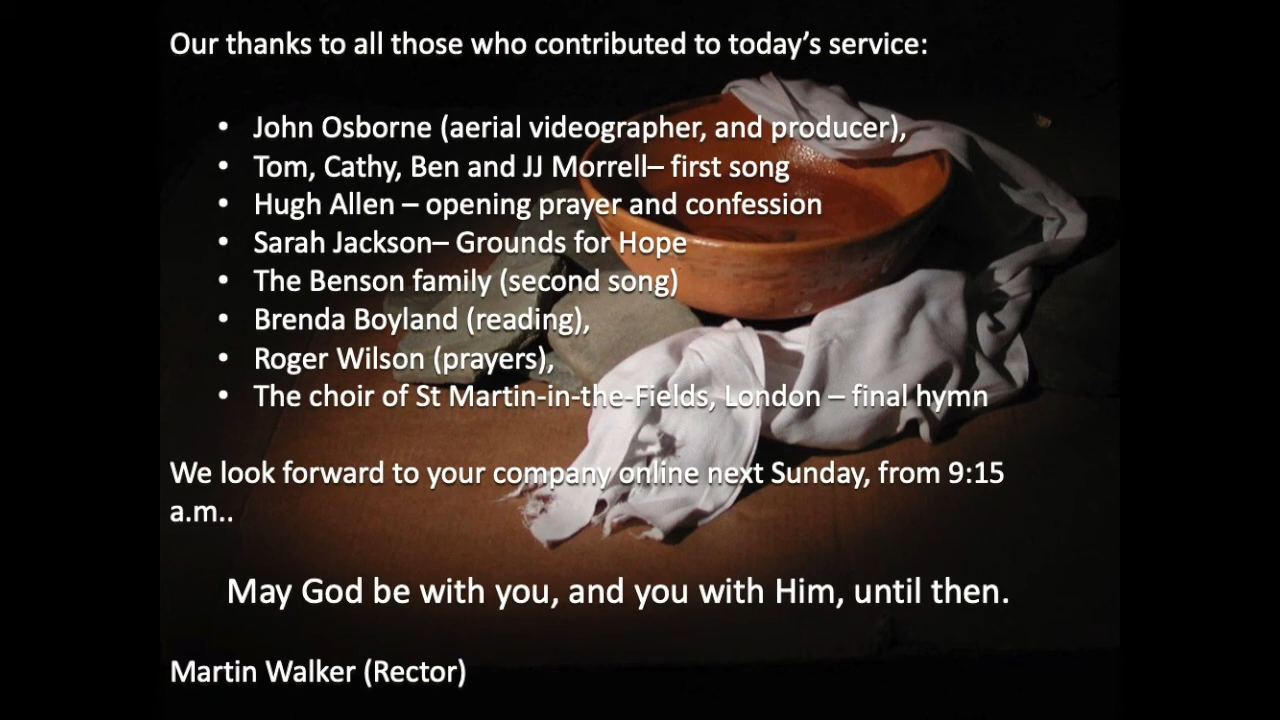 Our thanks to all those who contributed to today’s service:
• John Osborne (aerial videographer, and producer),
• Tom, Cathy, Ben and JJ Morrell– first song
• Hugh Allen – opening prayer and confession
• Sarah Jackson– Grounds for Hope
• The Benson family (second song)
• Brenda Boyland (reading),
• Roger Wilson (prayers),
• The choir of St Martin-in-the-Fields, London – final hymn
We look forward to your company online next Sunday, from 9:15
a.m..
May God be with you, and you with Him, until then.
Martin Walker (Rector)